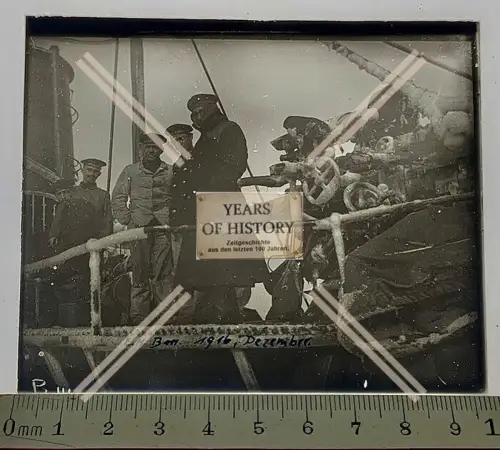 YEARS
OF HISTORY
Zeitgeschichte
aus den letzten 100 Jahren.
1916, Dezember.
0mm 1 2 3 4 5 6 7 8 9